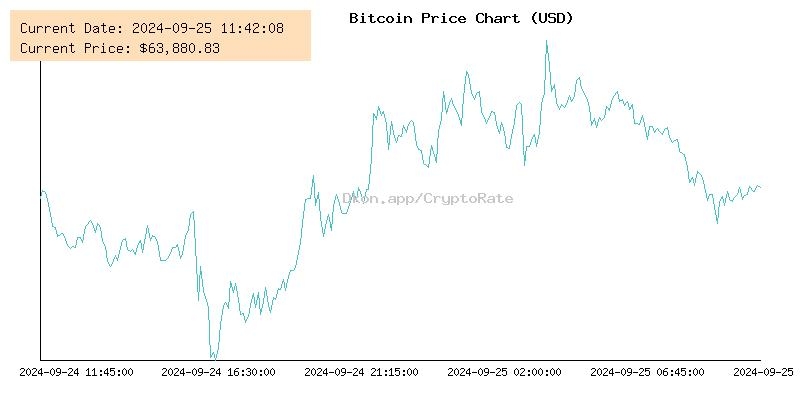 Bitcoin Price Chart (USD)
Current Date: 2024-09-25 11:42:08
Current Price: $63,880.83
Dkon.app/CryptoRate
2024-09-24 11:45:00 2024-09-24 16:30:00 2024-09-24 21:15:00 2024-09-25 02:00:00 2024-09-25 06:45:00 2024-09-25